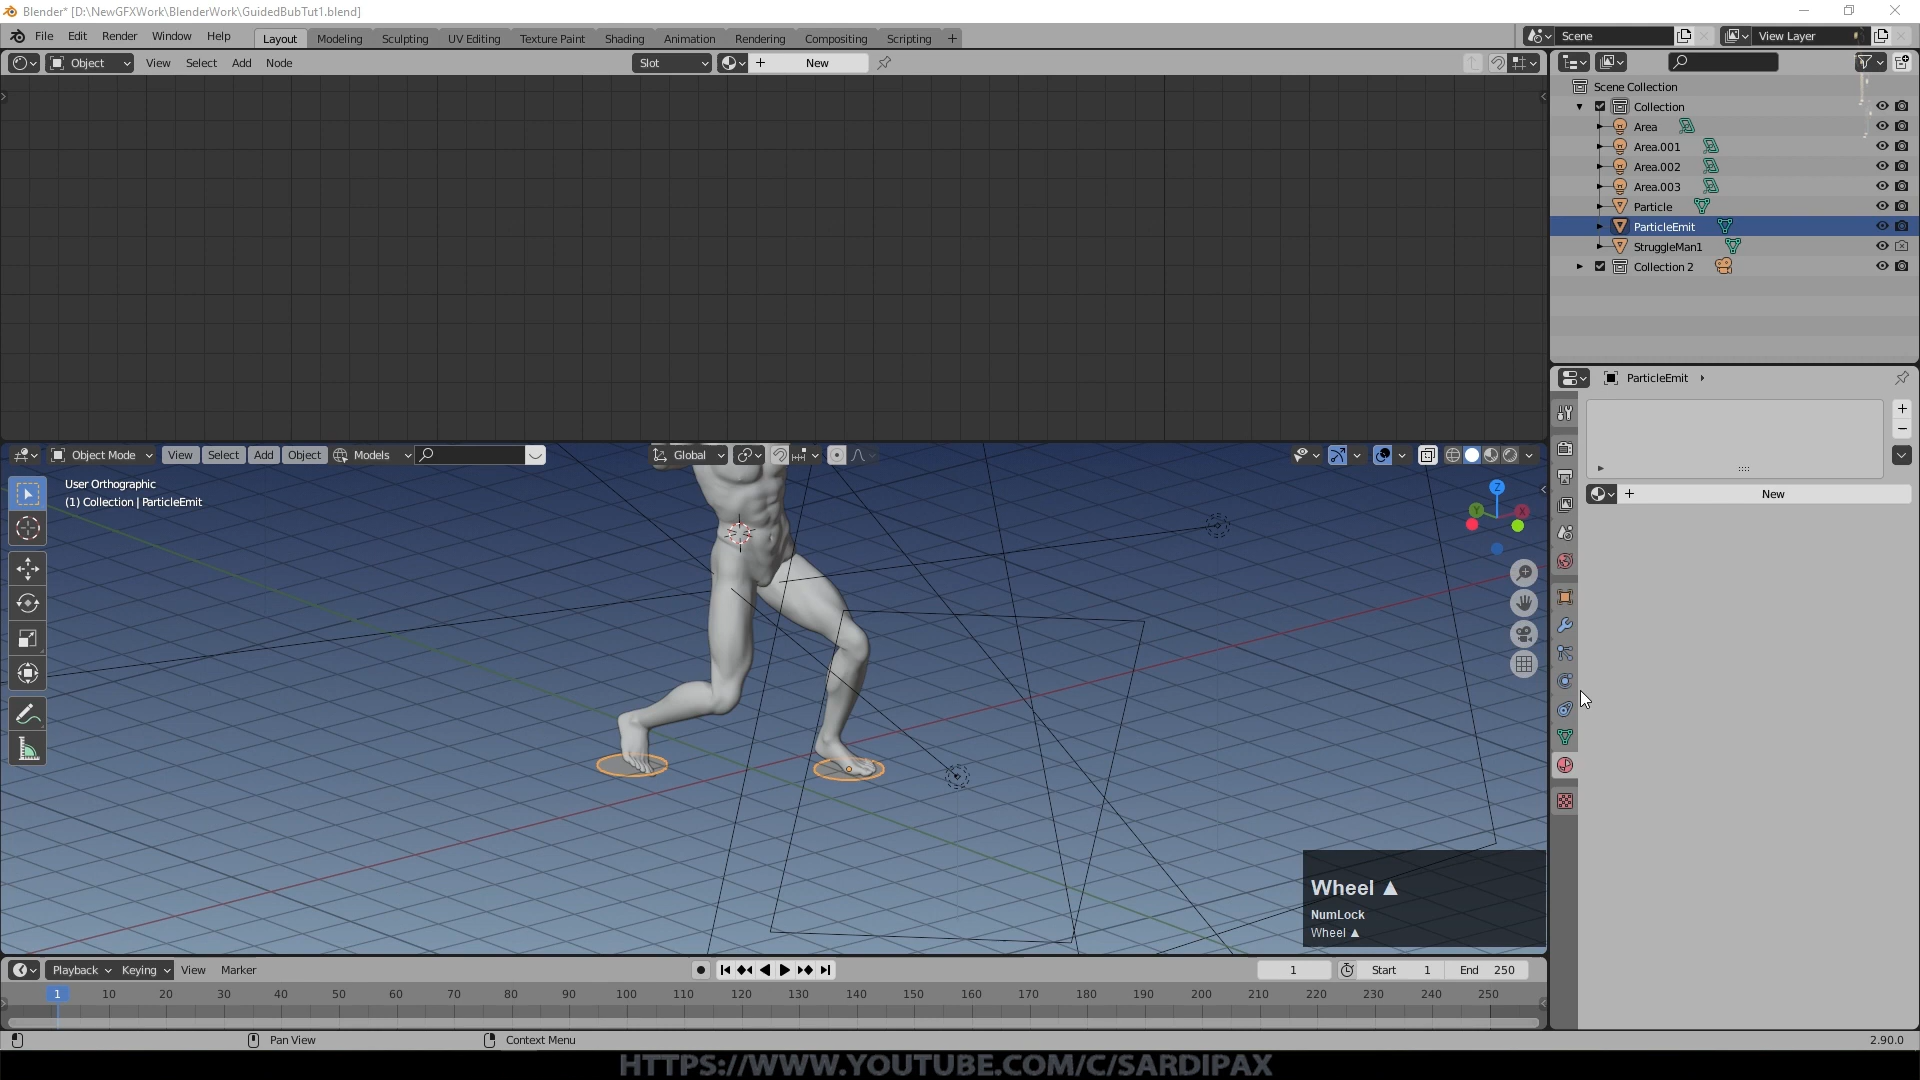 Blender* [D:\NewGFXWork\BlenderWork\GuidedBubTut1.blend]
File Edit Render Window Help Layout Modeling Sculpting UV Editing Texture Paint Shading Animation Rendering Compositing Scripting + Scene View Layer
Object View Select Add Node Slot + New
Scene Collection
Collection
Area
Area.001
Area.002
Area.003
Particle
ParticleEmit
StruggleMan1
Collection 2
ParticleEmit
+ New
Object Mode View Select Add Object Models Global
User Orthographic
(1) Collection | ParticleEmit
Z
Y X
Wheel ▲
NumLock
Wheel ▲
Playback Keying View Marker 1 Start 1 End 250
1 10 20 30 40 50 60 70 80 90 100 110 120 130 140 150 160 170 180 190 200 210 220 230 240 250
Pan View Context Menu 2.90.0
HTTPS://WWW.YOUTUBE.COM/C/SARDIPAX